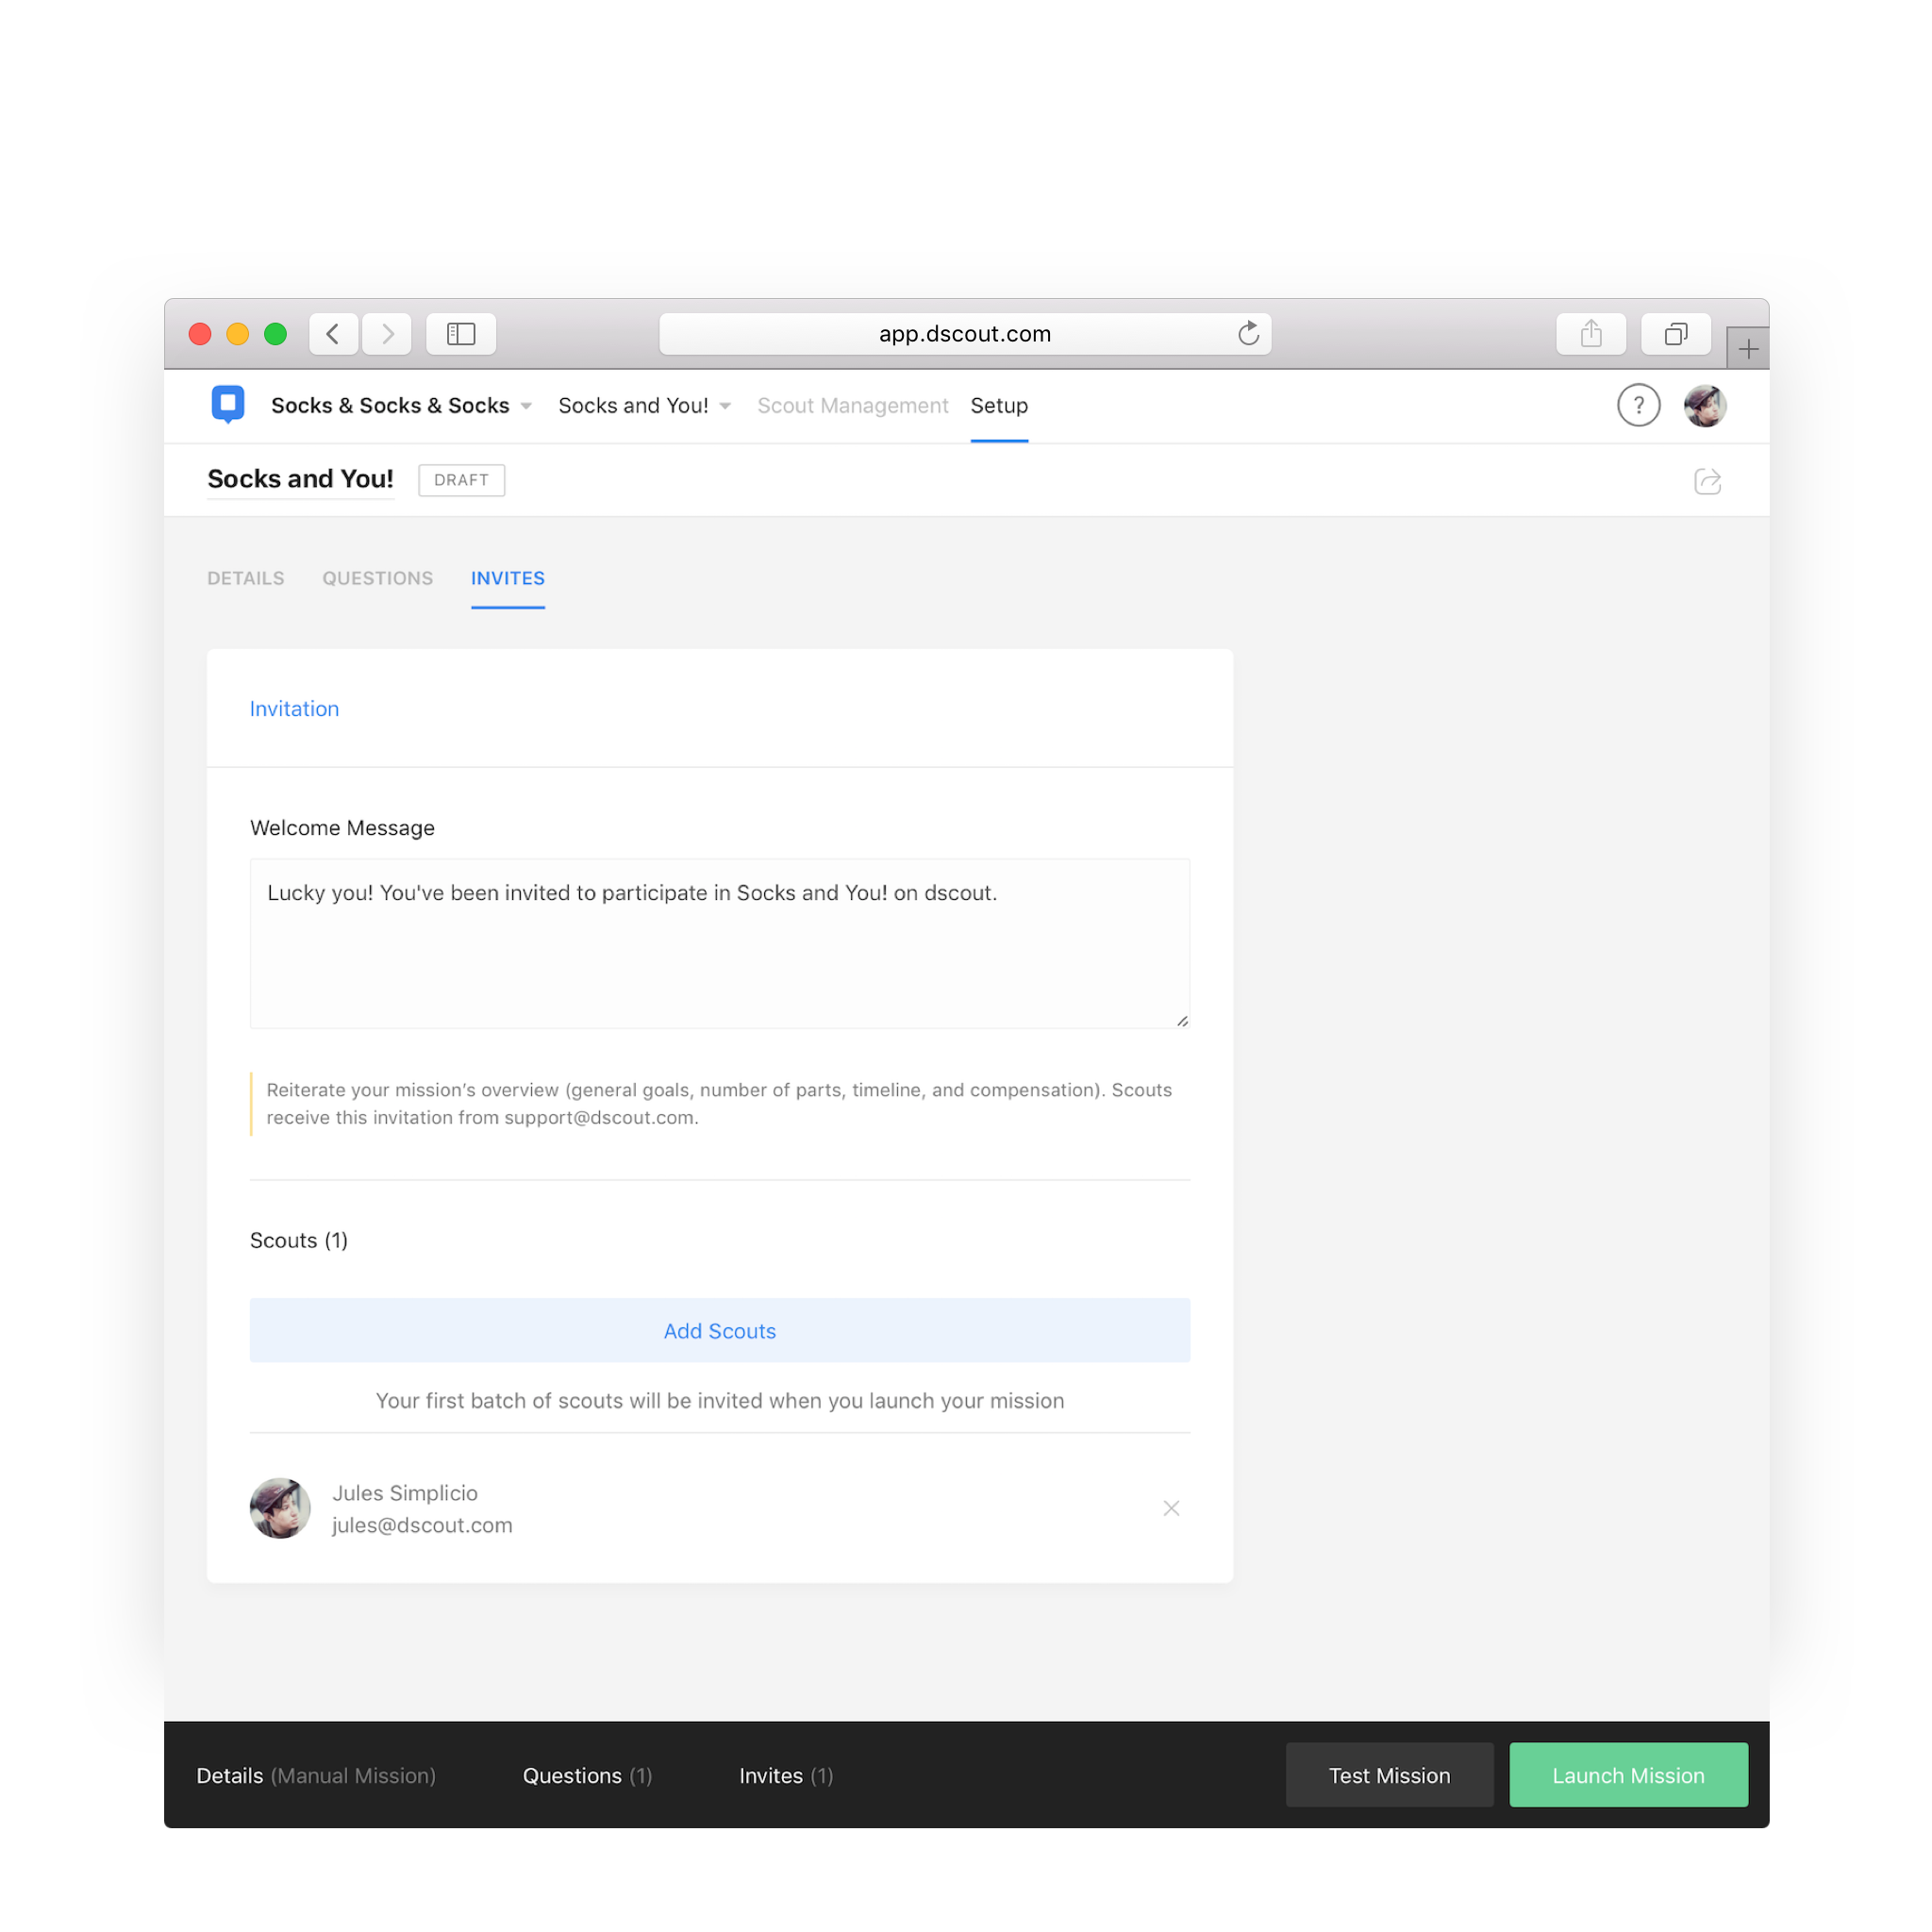 app.dscout.com
Socks & Socks & Socks Socks and You! Scout Management Setup ?
Socks and You! DRAFT
DETAILS QUESTIONS INVITES
Invitation
Welcome Message
Lucky you! You've been invited to participate in Socks and You! on dscout.
Reiterate your mission’s overview (general goals, number of parts, timeline, and compensation). Scouts
receive this invitation from support@dscout.com.
Scouts (1)
Add Scouts
Your first batch of scouts will be invited when you launch your mission
Jules Simplicio
jules@dscout.com
Details (Manual Mission) Questions (1) Invites (1) Test Mission Launch Mission